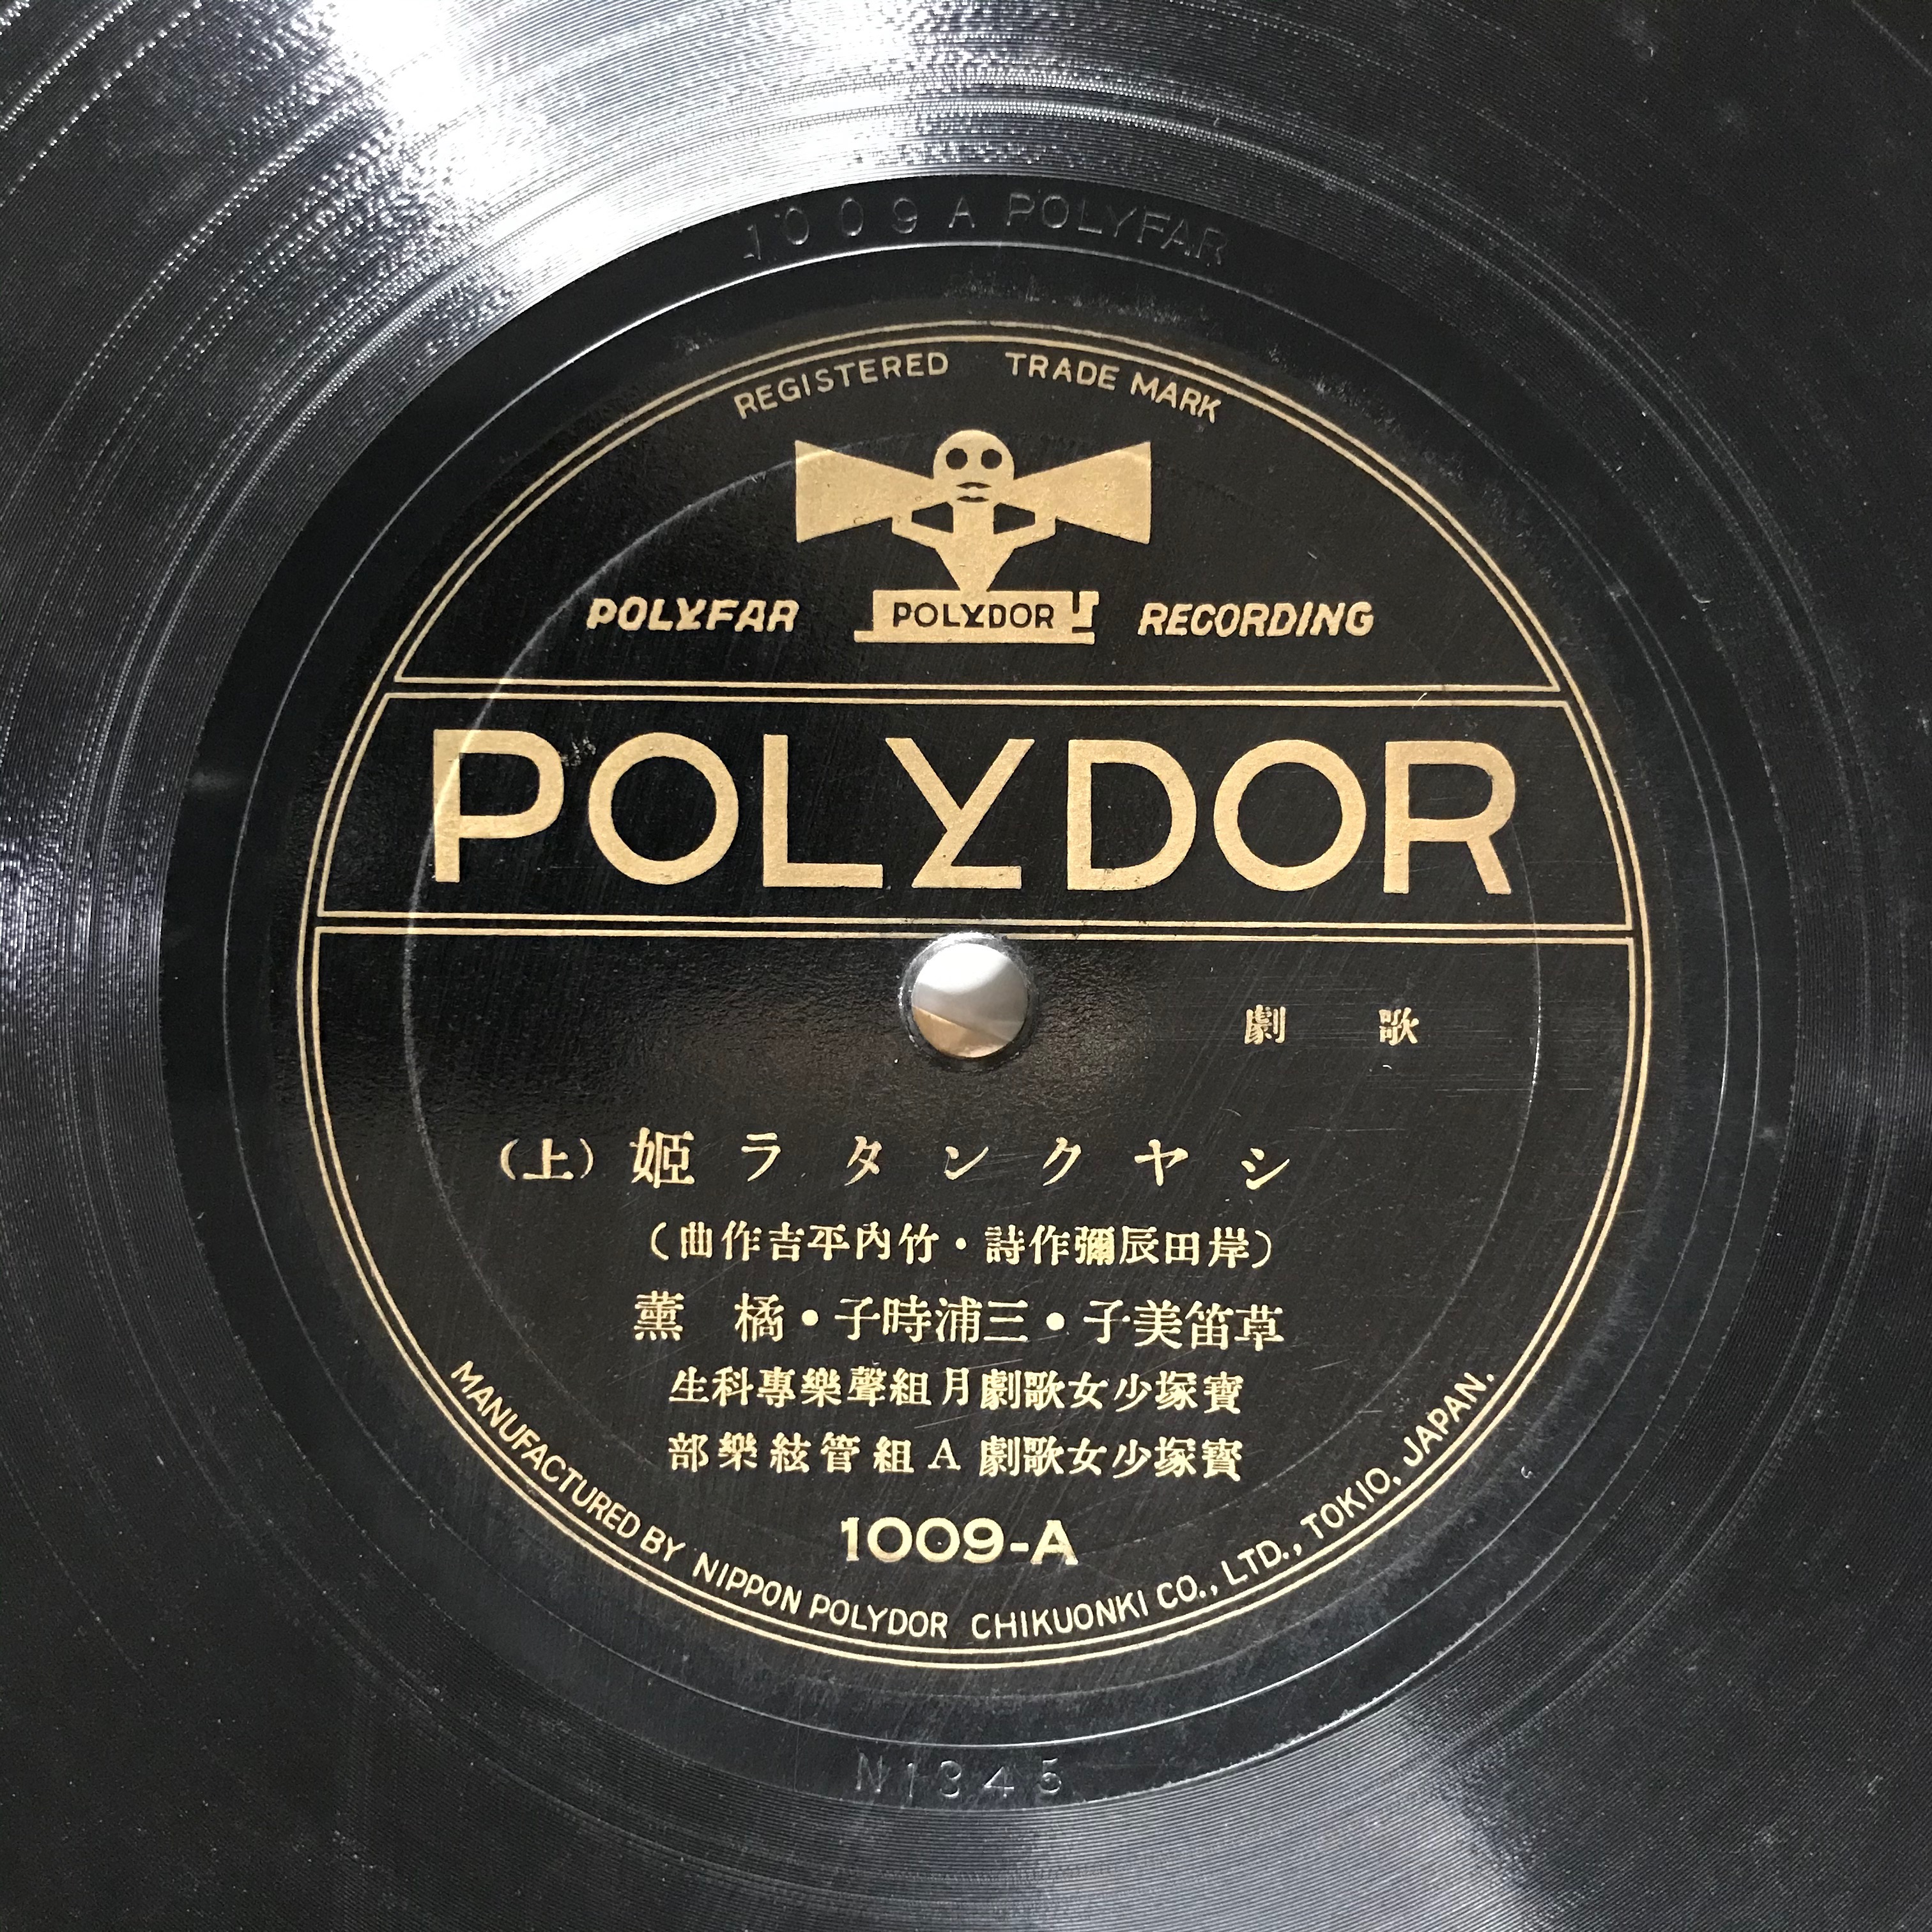 1009 A POLYFAR
REGISTERED TRADE MARK
POLYFAR POLYDOR RECORDING
POLYDOR
歌劇
シヤクンタラ姫(上)
(岸田辰彌作詩・竹内平吉作曲)
草笛美子・三浦時子・橘 薫
寶塚少女歌劇月組聲樂專科生
寶塚少女歌劇A組管絃樂部
1009-A
MANUFACTURED BY NIPPON POLYDOR CHIKUONKI CO., LTD., TOKIO, JAPAN.
N1345